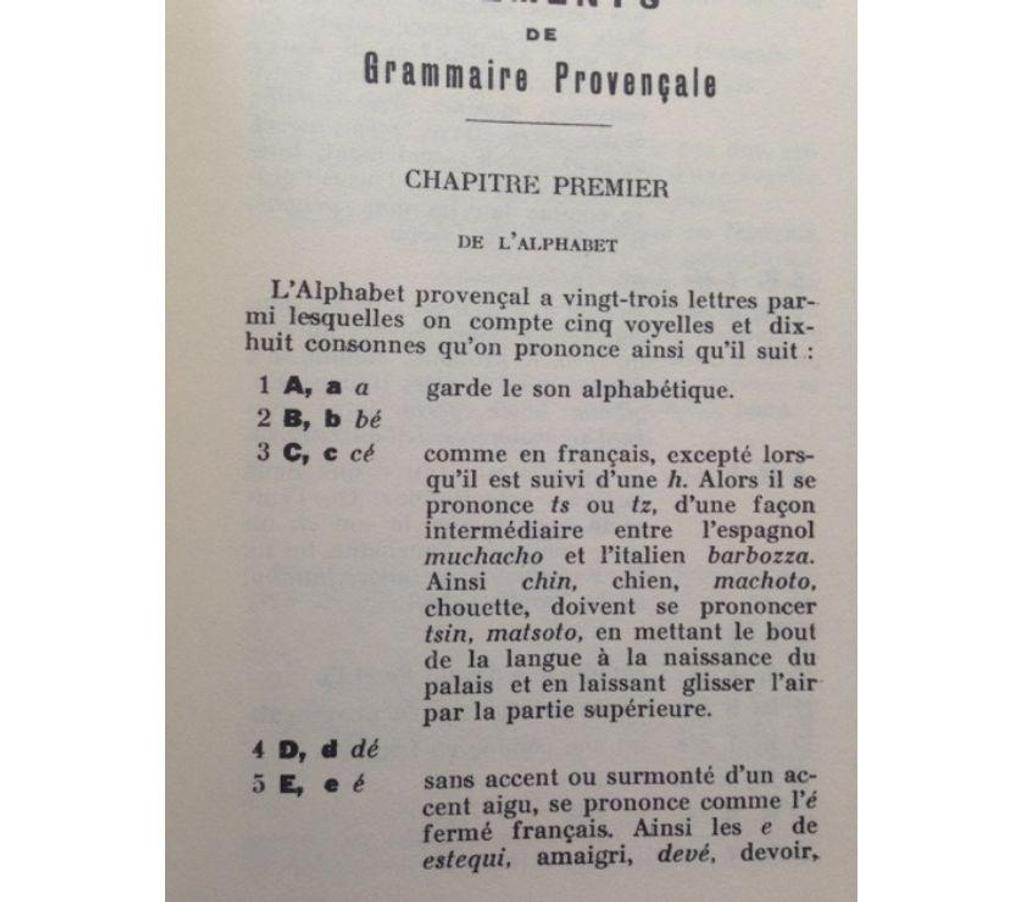 DE
Grammaire Provençale
CHAPITRE PREMIER
DE L'ALPHABET
L'Alphabet provençal a vingt-trois lettres par-
mi lesquelles on compte cinq voyelles et dix-
huit consonnes qu'on prononce ainsi qu'il suit :
1 A, a a garde le son alphabétique.
2 B, b bé
3 C, c cé comme en français, excepté lors-
qu'il est suivi d'une h. Alors il se
prononce ts ou tz, d'une façon
intermédiaire entre l'espagnol
muchacho et l'italien barbozza.
Ainsi chin, chien, machoto,
chouette, doivent se prononcer
tsin, matsoto, en mettant le bout
de la langue à la naissance du
palais et en laissant glisser l'air
par la partie supérieure.
4 D, d dé
5 E, e é sans accent ou surmonté d'un ac-
cent aigu, se prononce comme l'é
fermé français. Ainsi les e de
estequi, amaigri, devé, devoir,